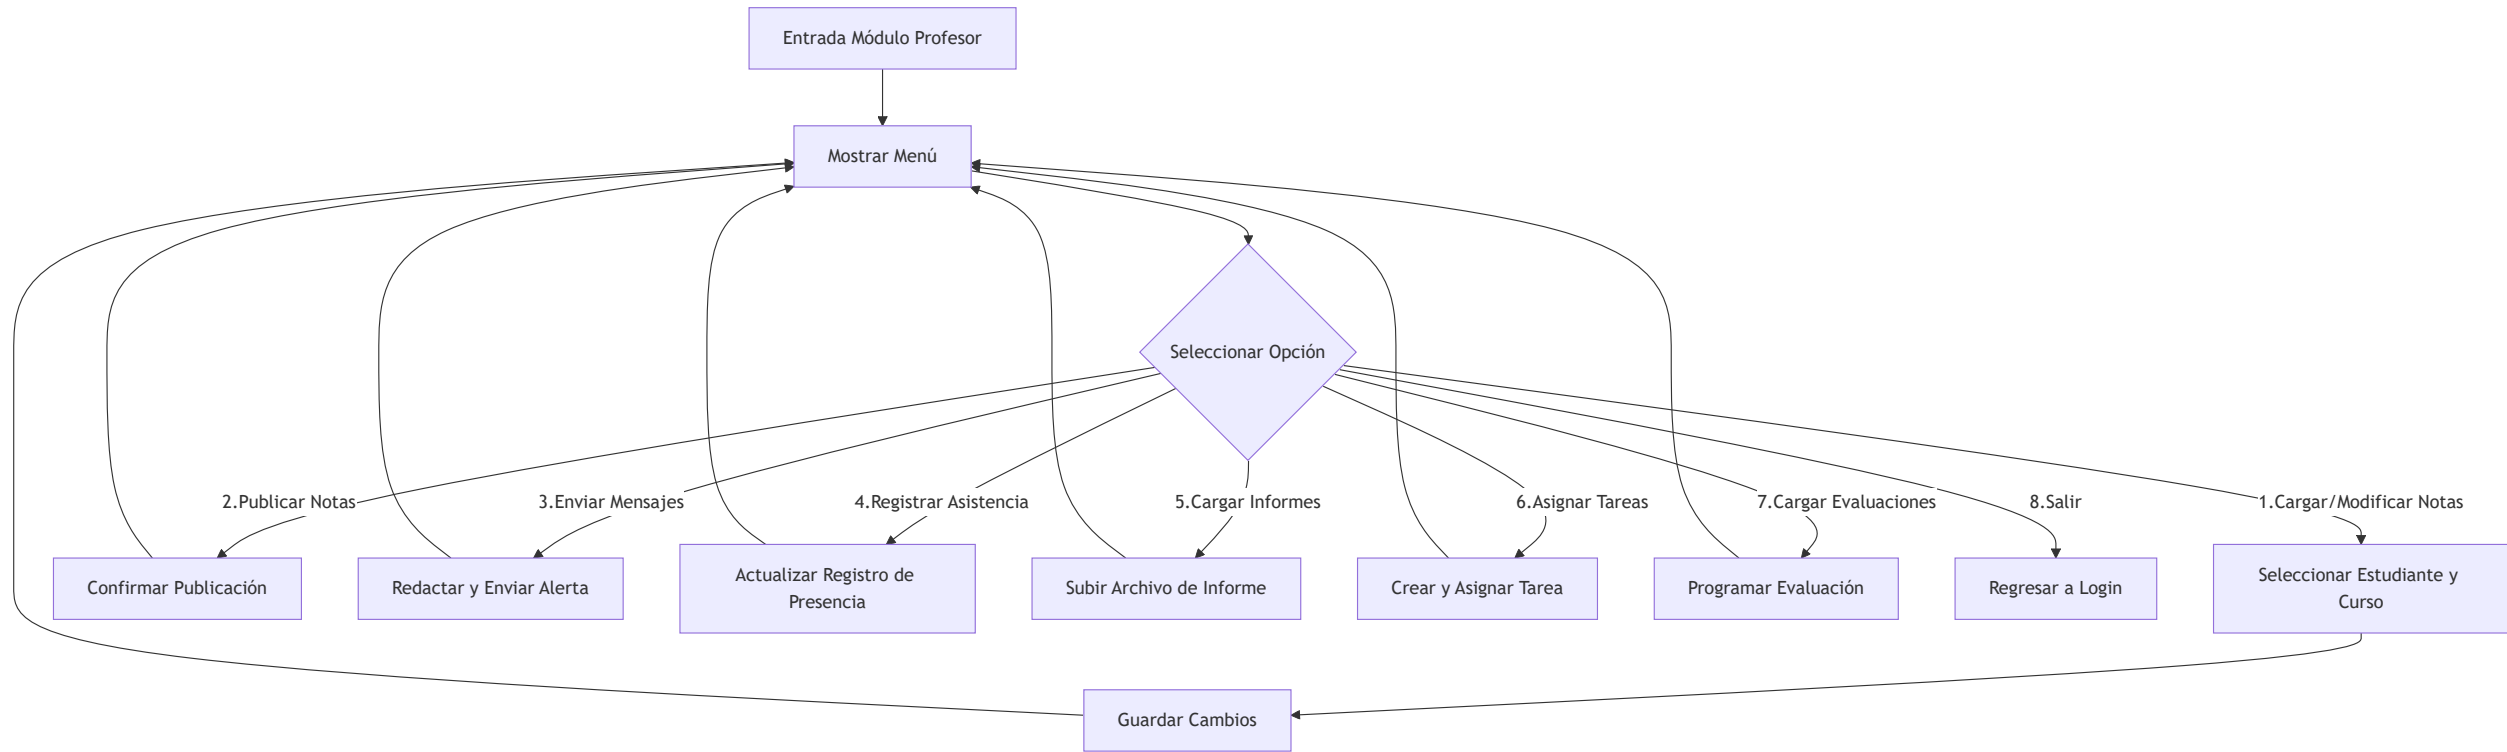 Entrada Módulo Profesor
Mostrar Menú
Seleccionar Opción
2.Publicar Notas
3.Enviar Mensajes
4.Registrar Asistencia
5.Cargar Informes
6.Asignar Tareas
7.Cargar Evaluaciones
8.Salir
1.Cargar/Modificar Notas
Confirmar Publicación
Redactar y Enviar Alerta
Actualizar Registro de
Presencia
Subir Archivo de Informe
Crear y Asignar Tarea
Programar Evaluación
Regresar a Login
Seleccionar Estudiante y
Curso
Guardar Cambios